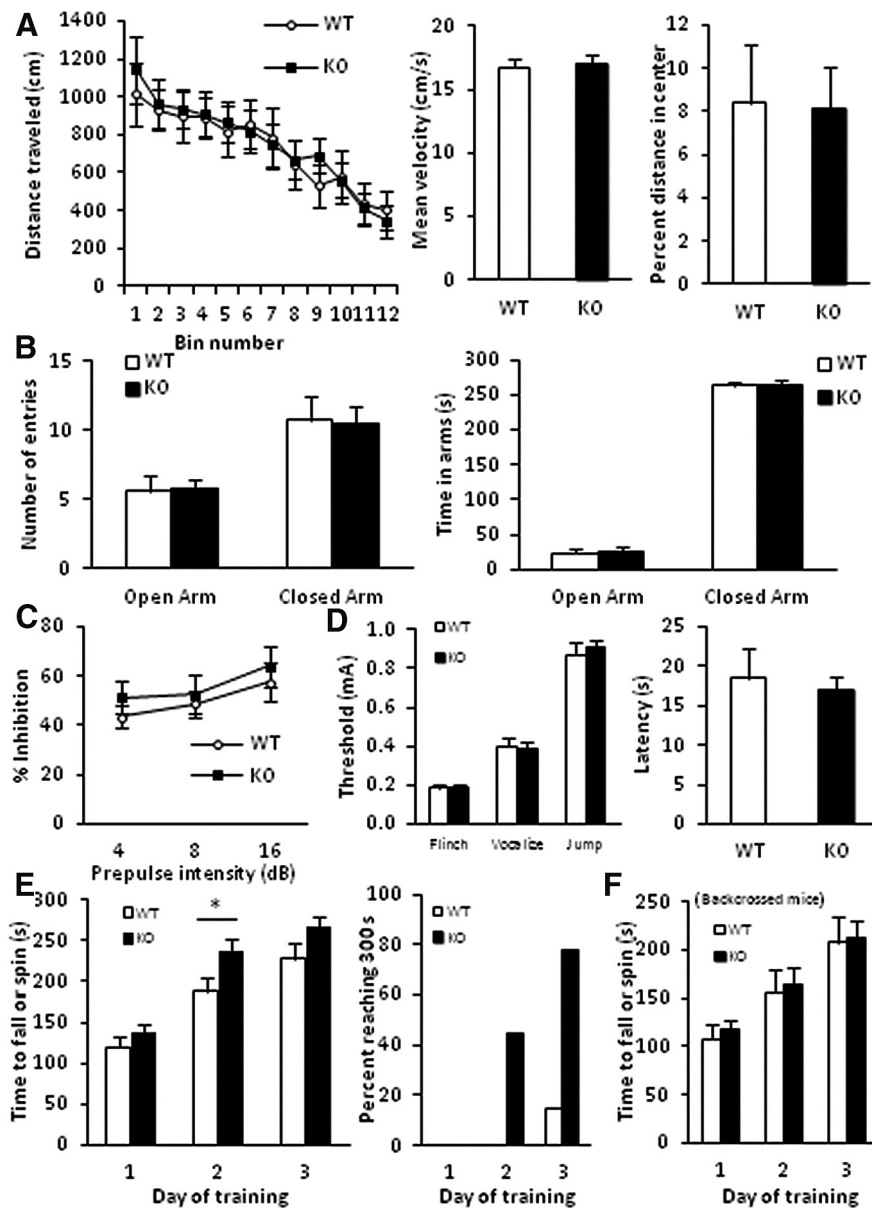 A
Distance traveled (cm)
1400
1200
1000
800
600
400
200
0
WT
KO
1 2 3 4 5 6 7 8 9 10 11 12
Bin number
Mean velocity (cm/s)
20
15
10
5
0
WT KO
Percent distance in center
12
10
8
6
4
2
0
WT KO
B
Number of entries
15
10
5
0
WT
KO
Open Arm Closed Arm
Time in arms (s)
300
250
200
150
100
50
0
WT
KO
Open Arm Closed Arm
C
% Inhibition
80
60
40
20
0
WT
KO
4 8 16
Prepulse intensity (dB)
D
Threshold (mA)
1.0
0.8
0.6
0.4
0.2
0.0
WT
KO
Flinch Vocalize Jump
Latency (s)
25
20
15
10
5
0
WT KO
E
Time to fall or spin (s)
300
250
200
150
100
50
0
WT
KO
*
1 2 3
Day of training
Percent reaching 300 s
100
80
60
40
20
0
WT
KO
1 2 3
Day of training
F
(Backcrossed mice)
Time to fall or spin (s)
250
200
150
100
50
0
WT
KO
1 2 3
Day of training